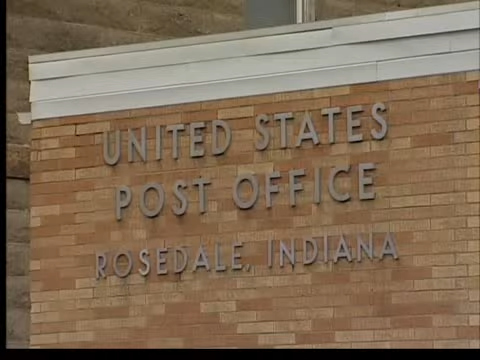 UNITED STATES
POST OFFICE
ROSEDALE, INDIANA